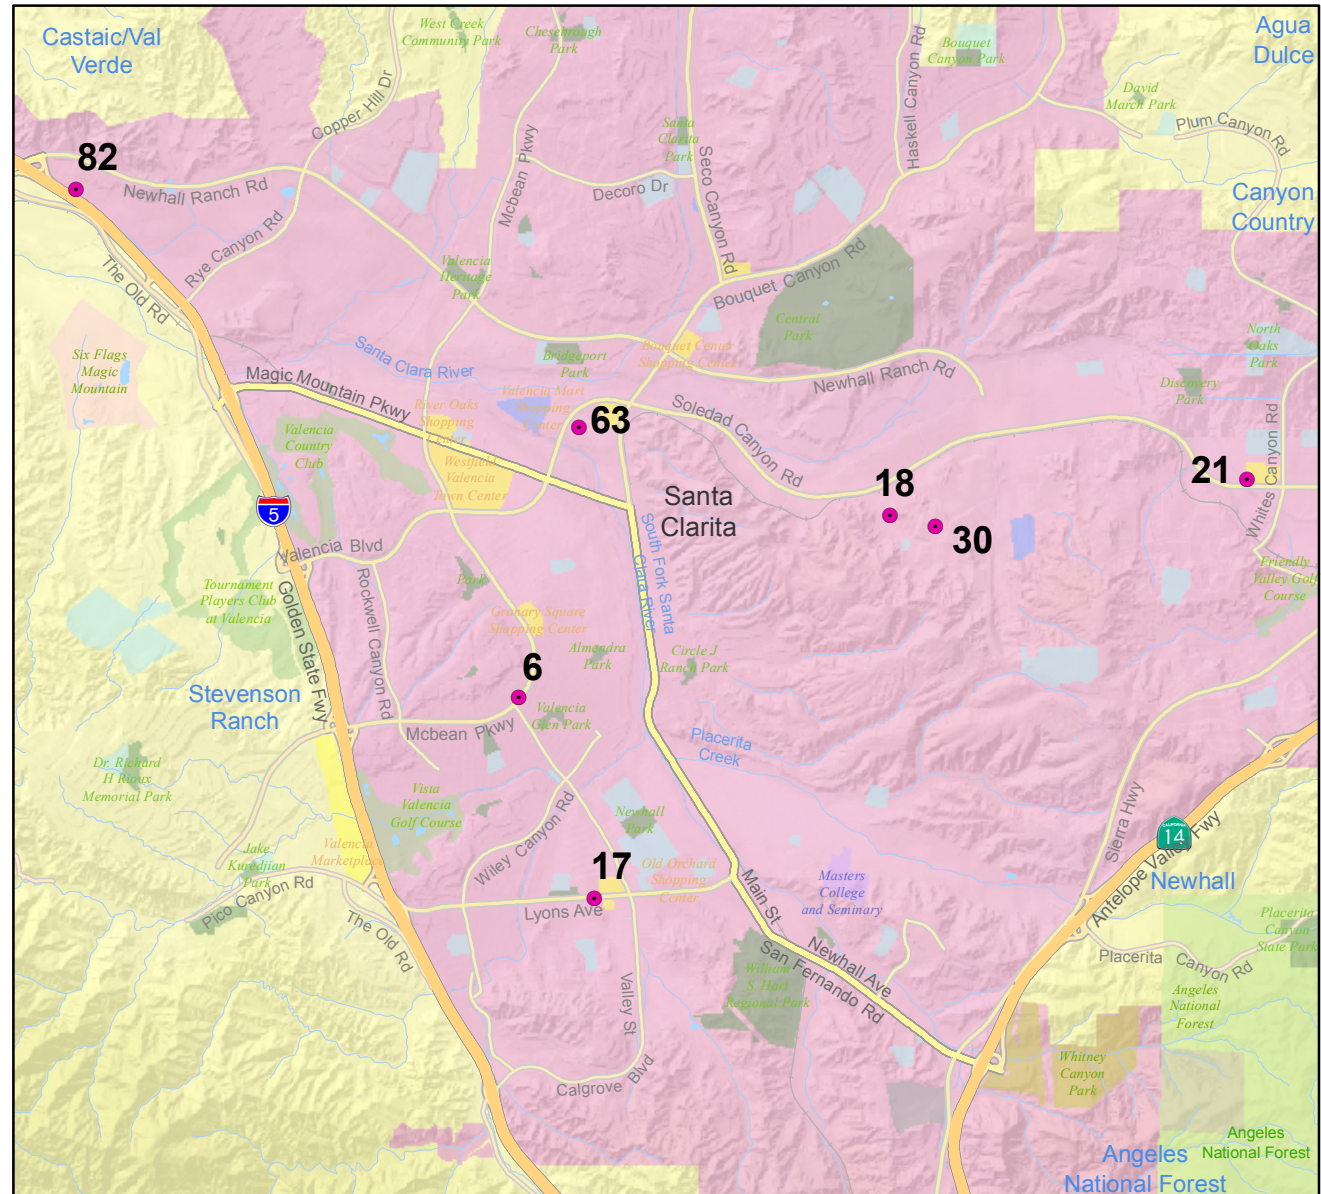 Castaic/Val
Verde
West Creek
Community Park
Chesebrough
Park
Bouquet
Canyon Park
Agua
Dulce
Copper Hill Dr
Mcbean Pkwy
Santa
Clarita
Park
Seco Canyon Rd
Haskell Canyon Rd
David
March Park
Plum Canyon Rd
82
Newhall Ranch Rd
Decoro Dr
Canyon
Country
Rye Canyon Rd
The Old Rd
Valencia
Heritage
Park
Bouquet Canyon Rd
Central
Park
Six Flags
Magic
Mountain
Santa Clara River
Bridgeport
Park
Bouquet Center
Shopping Center
Newhall Ranch Rd
North
Oaks
Park
Discovery
Park
Magic Mountain Pkwy
River Oaks
Shopping
Center
Valencia Mart
Shopping
Center
63
Soledad Canyon Rd
Valencia
Country
Club
Westfield
Valencia
Town Center
Santa
Clarita
18
30
21
Whites Canyon Rd
5
Valencia Blvd
South Fork Santa
Clara River
Friendly
Valley Golf
Course
Tournament
Players Club
at Valencia
Golden State Fwy
Rockwell Canyon Rd
Park
Granary Square
Shopping Center
Almendra
Park
Circle J
Ranch Park
6
Stevenson
Ranch
Mcbean Pkwy
Valencia
Glen Park
Placerita
Creek
Dr. Richard
H Rioux
Memorial Park
Vista
Valencia
Golf Course
Wiley Canyon Rd
Newhall
Park
Sierra Hwy
CALIFORNIA
14
Antelope Valley Fwy
Jake
Kuredjian
Park
Valencia
Marketplace
Pico Canyon Rd
The Old Rd
17
Lyons Ave
Old Orchard
Shopping
Center
Main St
Masters
College
and Seminary
Newhall
Newhall Ave
San Fernando Rd
William
S. Hart
Regional Park
Valley St
Calgrove Blvd
Placerita Canyon Rd
Placerita
Canyon
State Park
Angeles
National
Forest
Whitney
Canyon
Park
Angeles
National Forest
Angeles
National Forest